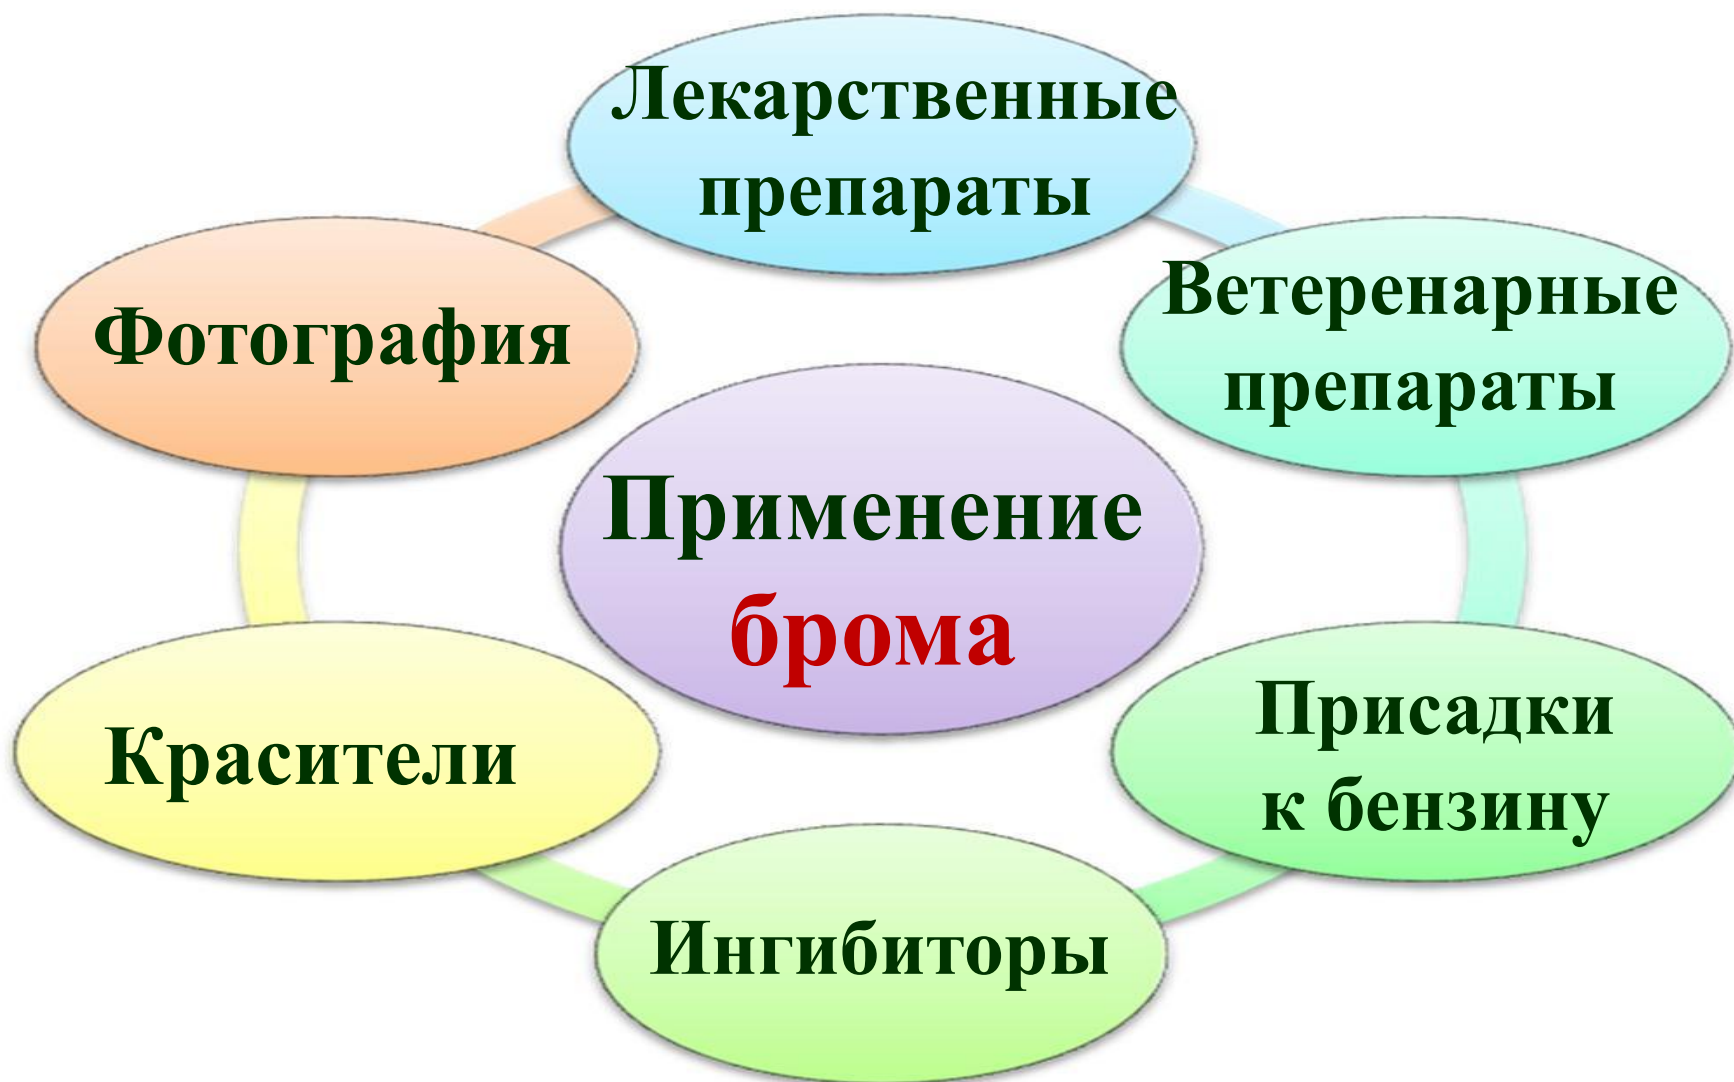 Лекарственные
препараты
Ветеренарные
препараты
Фотография
Применение
брома
Присадки
к бензину
Красители
Ингибиторы